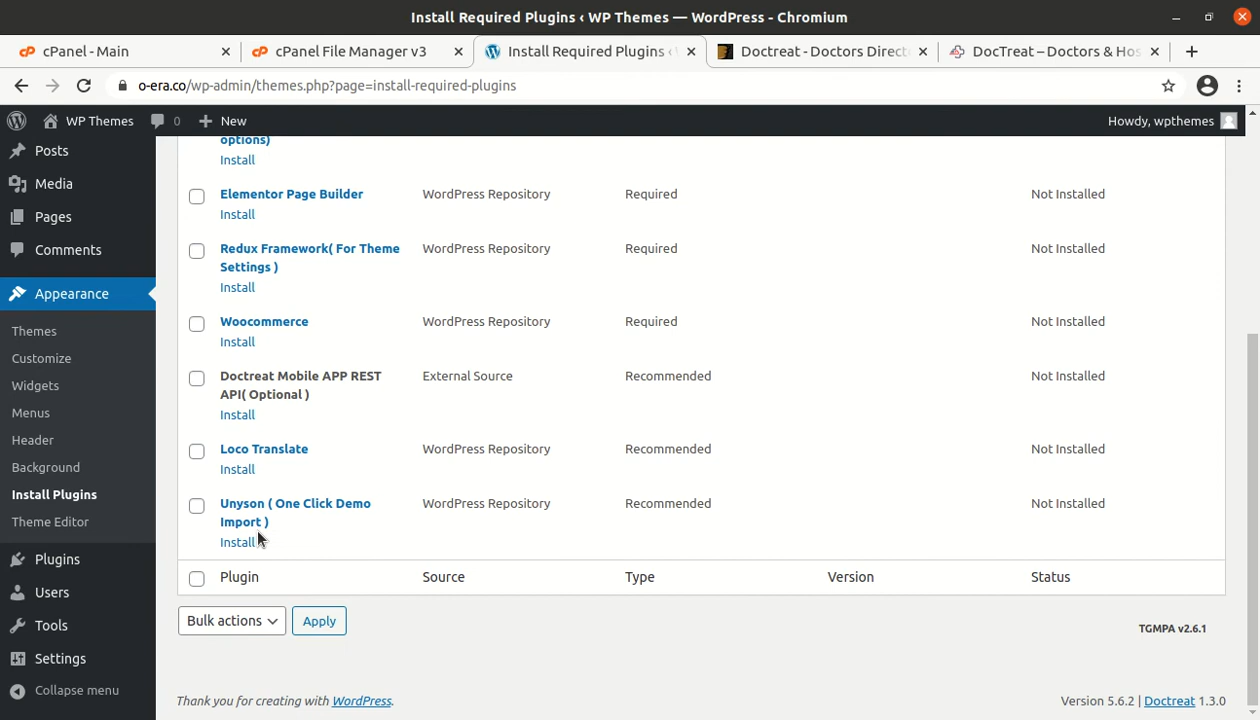 Install Required Plugins ‹ WP Themes — WordPress - Chromium
cPanel - Main
cPanel File Manager v3
Install Required Plugins ‹
Doctreat - Doctors Direct
DocTreat – Doctors & Hos
o-era.co/wp-admin/themes.php?page=install-required-plugins
WP Themes
0
New
Howdy, wpthemes
Posts
Media
Pages
Comments
Appearance
Themes
Customize
Widgets
Menus
Header
Background
Install Plugins
Theme Editor
Plugins
Users
Tools
Settings
Collapse menu
options)
Install
Elementor Page Builder WordPress Repository Required Not Installed
Install
Redux Framework( For Theme WordPress Repository Required Not Installed
Settings )
Install
Woocommerce WordPress Repository Required Not Installed
Install
Doctreat Mobile APP REST External Source Recommended Not Installed
API( Optional )
Install
Loco Translate WordPress Repository Recommended Not Installed
Install
Unyson ( One Click Demo WordPress Repository Recommended Not Installed
Import )
Install
Plugin Source Type Version Status
Bulk actions Apply
TGMPA v2.6.1
Thank you for creating with WordPress.
Version 5.6.2 | Doctreat 1.3.0